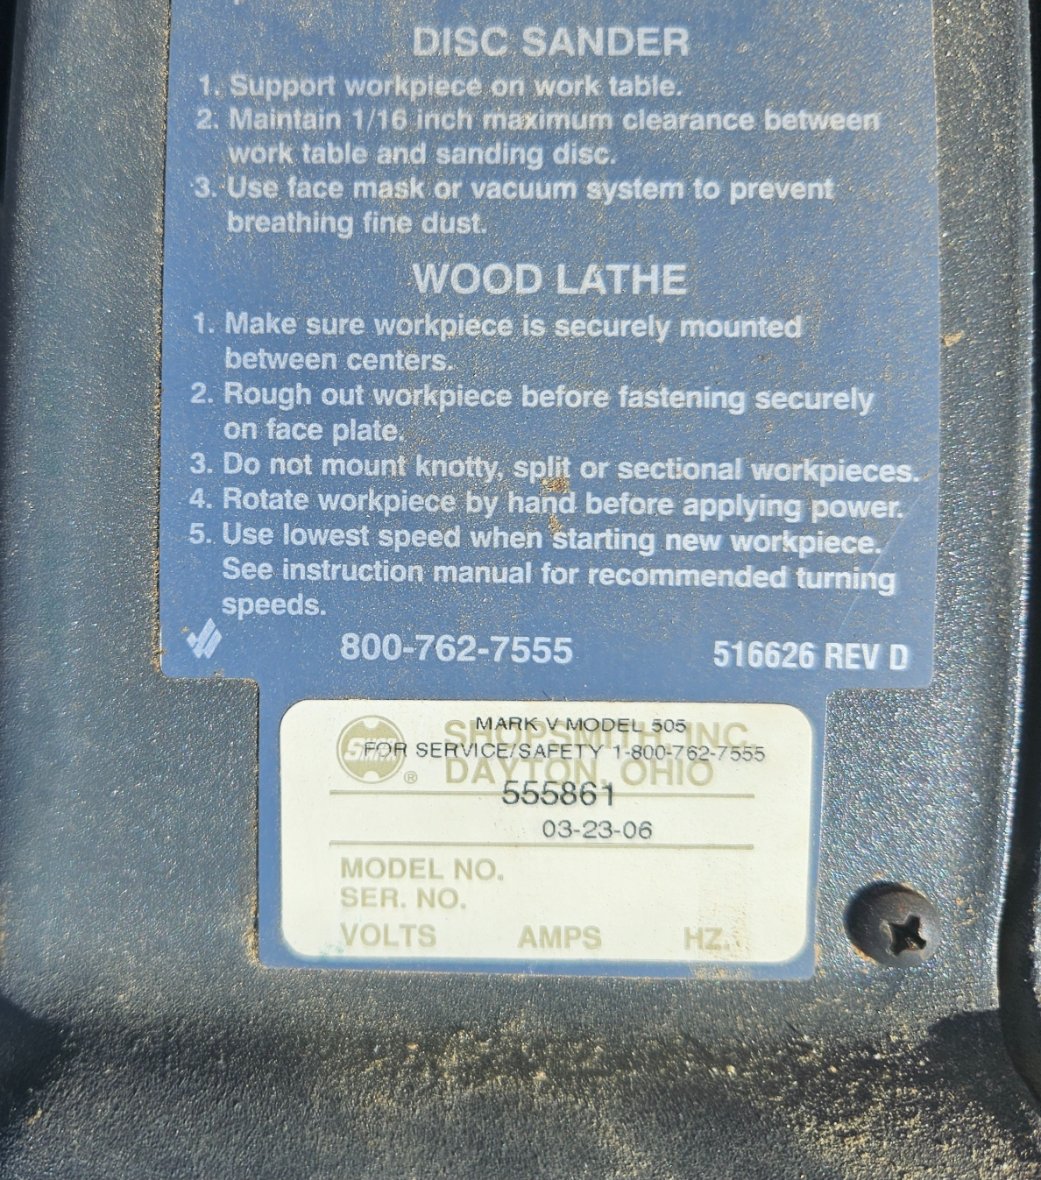 DISC SANDER
1. Support workpiece on work table.
2. Maintain 1/16 inch maximum clearance between
work table and sanding disc.
3. Use face mask or vacuum system to prevent
breathing fine dust.
WOOD LATHE
1. Make sure workpiece is securely mounted
between centers.
2. Rough out workpiece before fastening securely
on face plate.
3. Do not mount knotty, split or sectional workpieces.
4. Rotate workpiece by hand before applying power.
5. Use lowest speed when starting new workpiece.
See instruction manual for recommended turning
speeds.
800-762-7555 516626 REV D
MARK V MODEL 505
SHOPSMITH INC
FOR SERVICE/SAFETY 1-800-762-7555
DAYTON, OHIO
®
555861
03-23-06
MODEL NO.
SER. NO.
VOLTS AMPS HZ.